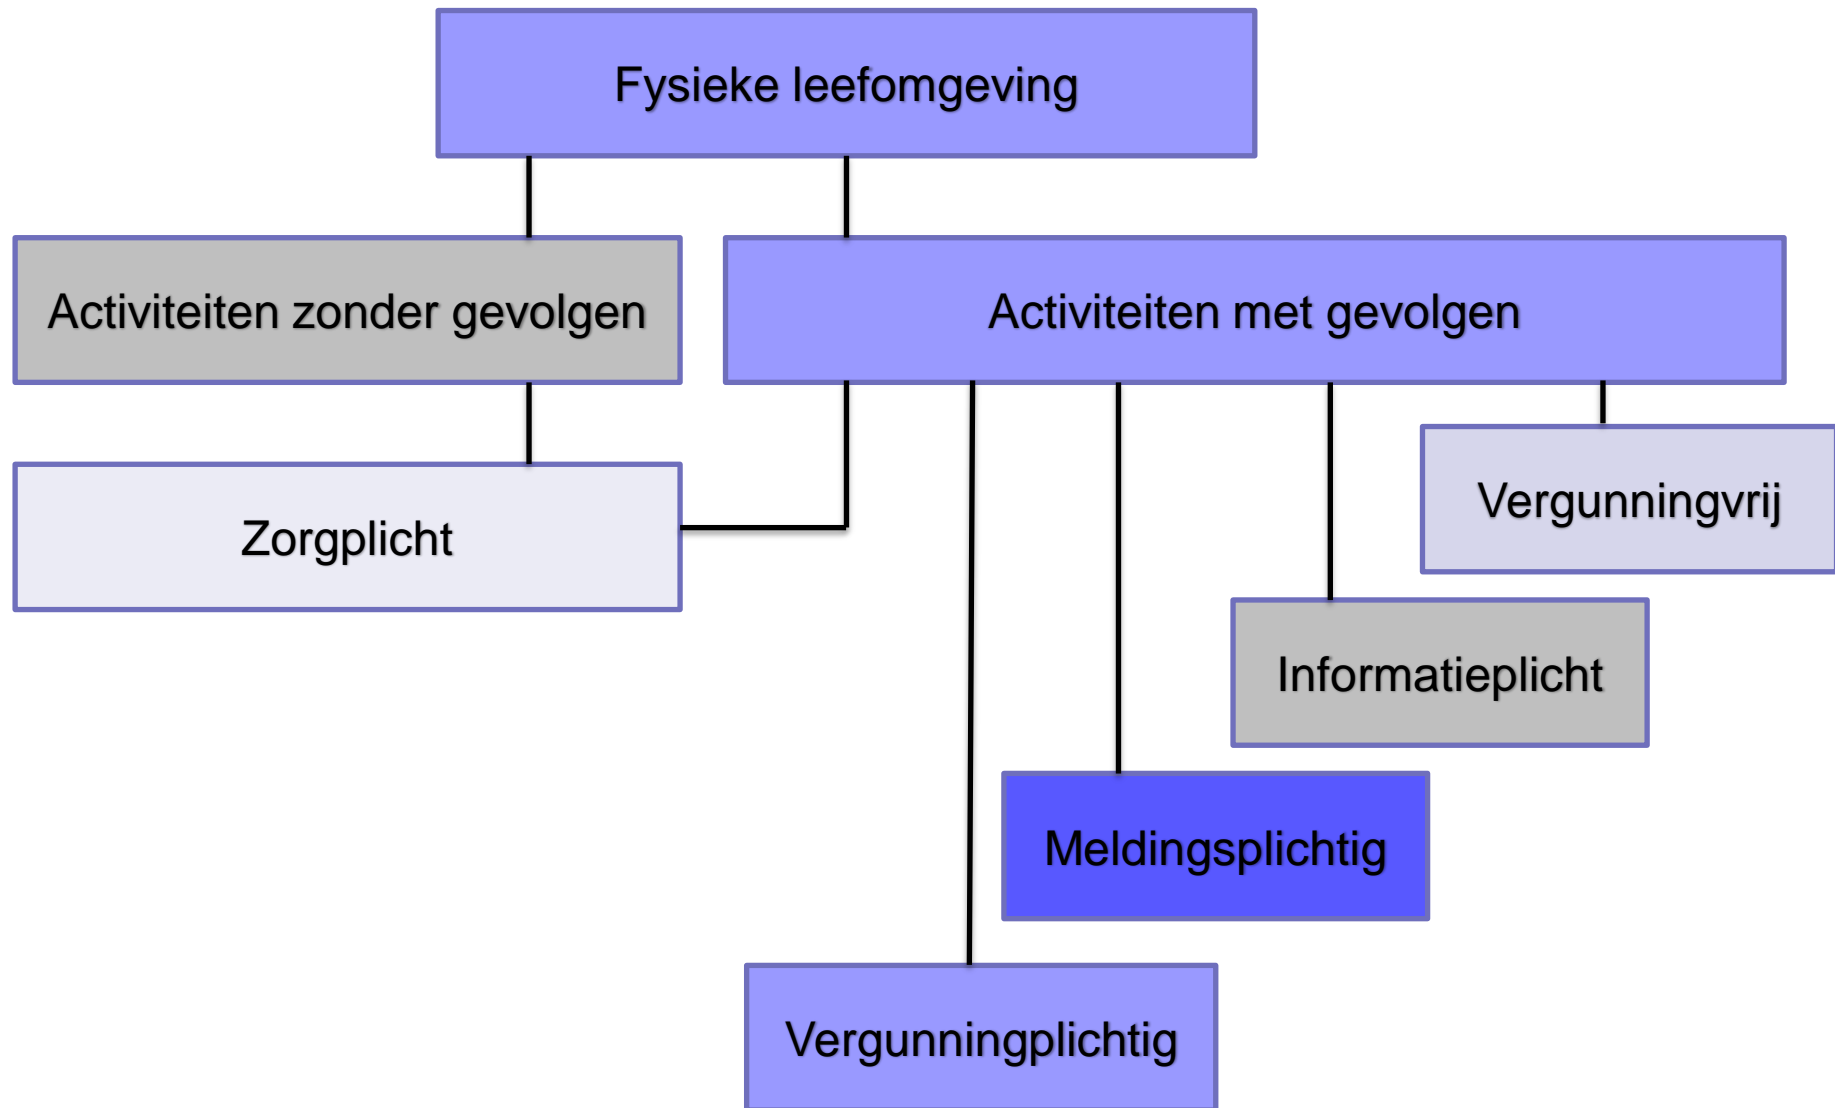 Fysieke leefomgeving
Activiteiten zonder gevolgen
Activiteiten met gevolgen
Zorgplicht
Vergunningvrij
Informatieplicht
Meldingsplichtig
Vergunningplichtig